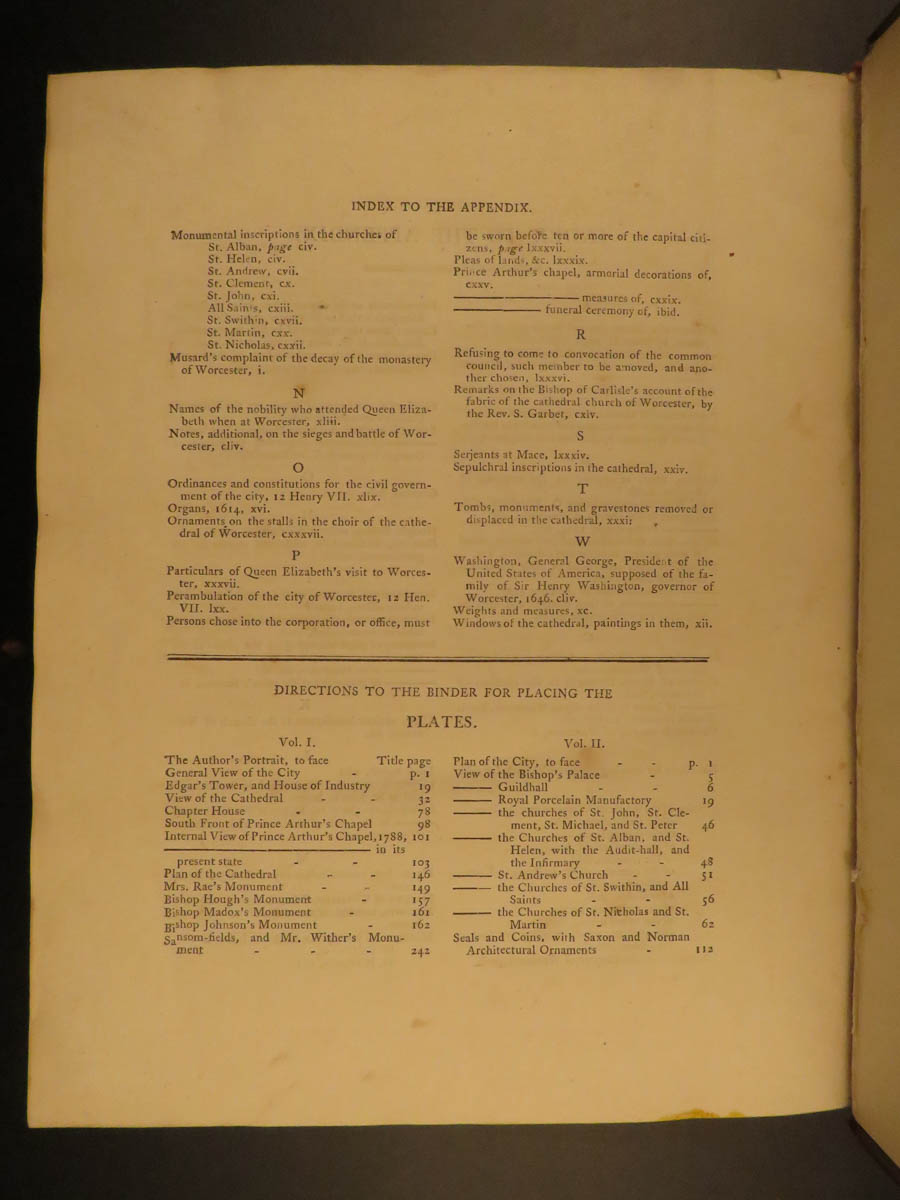 INDEX TO THE APPENDIX.
Monumental inscriptions in the churches of
St. Alban, page civ.
St. Helen, civ.
St. Andrew, cvii.
St. Clement, cx.
St. John, cxi.
All Saints, cxiii.
St. Swithin, cxvii.
St. Martin, cxx.
St. Nicholas, cxxii.
Musard's complaint of the decay of the monastery
of Worcester, i.
N
Names of the nobility who attended Queen Eliza-
beth when at Worcester, xliii.
Notes, additional, on the sieges and battle of Wor-
cester, cliv.
O
Ordinances and constitutions for the civil govern-
ment of the city, 12 Henry VII. xlix.
Organs, 1614, xvi.
Ornaments on the stalls in the choir of the cathe-
dral of Worcester, cxxxvii.
P
Particulars of Queen Elizabeth's visit to Worces-
ter, xxxvii.
Perambulation of the city of Worcester, 12 Hen.
VII. lxx.
Persons chose into the corporation, or office, must
be sworn before ten or more of the capital citi-
zens, page lxxxvii.
Pleas of lands, &c. lxxxix.
Prince Arthur's chapel, armorial decorations of,
cxxv.
——— measures of, cxxix.
——— funeral ceremony of, ibid.
R
Refusing to come to convocation of the common
council, such member to be amoved, and ano-
ther chosen, lxxxvi.
Remarks on the Bishop of Carlisle's account of the
fabric of the cathedral church of Worcester, by
the Rev. S. Garbet, cxiv.
S
Serjeants at Mace, lxxxiv.
Sepulchral inscriptions in the cathedral, xxiv.
T
Tombs, monuments, and gravestones removed or
displaced in the cathedral,
W
Washington, General George, President of the
United States of America, supposed of the fa-
mily of Sir Henry Washington, governor of
Worcester, 1646. cliv.
Weights and measures, xc.
Windows of the cathedral, paintings in them, xii.
DIRECTIONS TO THE BINDER FOR PLACING THE
PLATES.
Vol. I.
The Author's Portrait, to face Title page
General View of the City - p. 1
Edgar's Tower, and House of Industry 19
View of the Cathedral - - 32
Chapter House - - 78
South Front of Prince Arthur's Chapel 98
Internal View of Prince Arthur's Chapel, 1788, 101
——— in its
present state - - 103
Plan of the Cathedral - - 146
Mrs. Rae's Monument - - 149
Bishop Hough's Monument - 157
Bishop Madox's Monument - 161
Bishop Johnson's Monument - 162
Sansom-fields, and Mr. Wither's Monu-
ment - - - 242
Vol. II.
Plan of the City, to face - - p. 1
View of the Bishop's Palace - 5
——— Guildhall - - 6
——— Royal Porcelain Manufactory 19
——— the churches of St. John, St. Cle-
ment, St. Michael, and St. Peter 46
——— the Churches of St. Alban, and St.
Helen, with the Audit-hall, and
the Infirmary - - 48
——— St. Andrew's Church - - 51
——— the Churches of St. Swithin, and All
Saints - - 56
——— the Churches of St. Nicholas and St.
Martin - - 62
Seals and Coins, with Saxon and Norman
Architectural Ornaments - 112